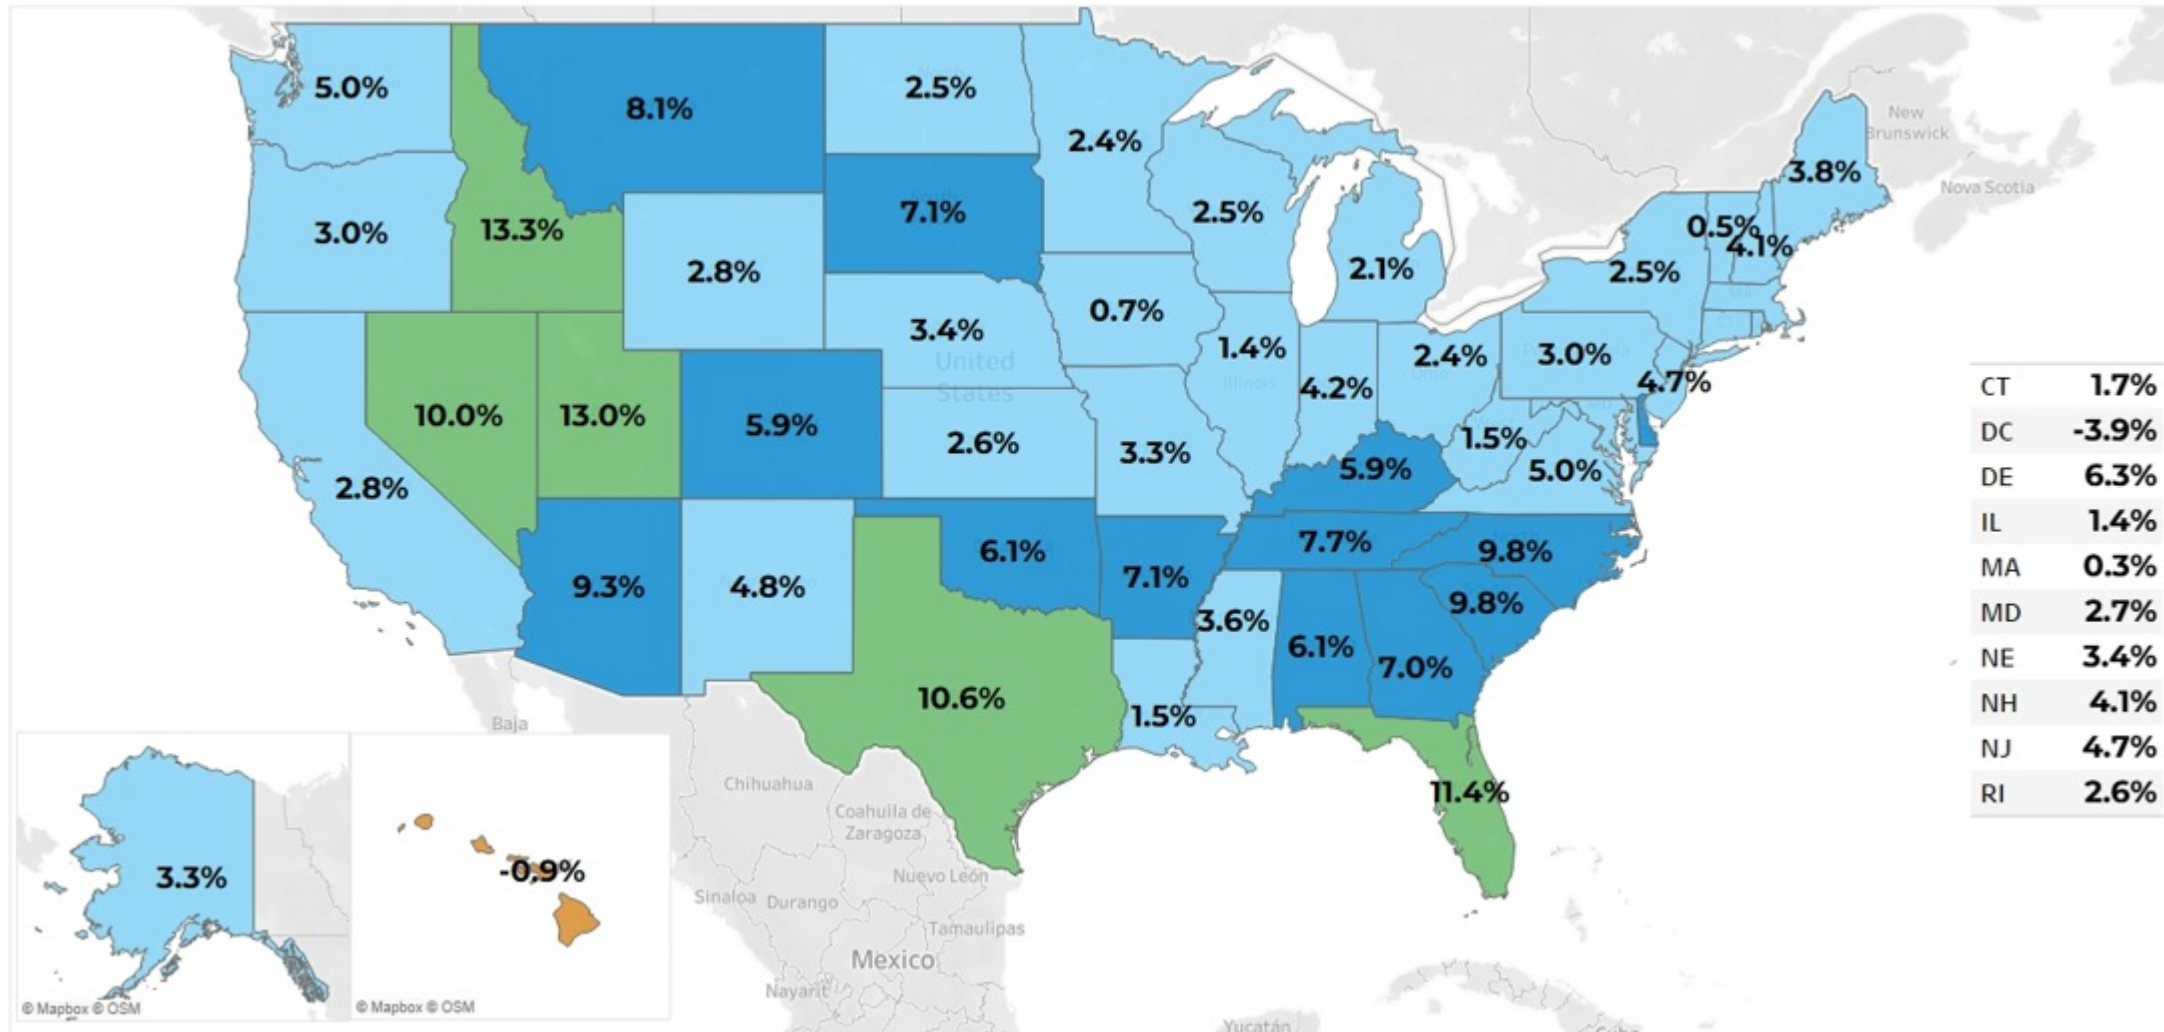 5.0%
8.1%
2.5%
2.4%
New
Brunswick
3.8%
Nova Scotia
3.0%
13.3%
7.1%
2.5%
0.5%
4.1%
2.8%
2.1%
2.5%
0.7%
3.4%
United
States
1.4%
Illinois
4.2%
2.4%
3.0%
4.7%
10.0%
13.0%
5.9%
2.6%
3.3%
5.9%
1.5%
5.0%
2.8%
6.1%
7.7%
9.8%
9.3%
4.8%
7.1%
9.8%
3.6%
6.1%
7.0%
10.6%
1.5%
11.4%
CT 1.7%
DC -3.9%
DE 6.3%
IL 1.4%
MA 0.3%
MD 2.7%
NE 3.4%
NH 4.1%
NJ 4.7%
RI 2.6%
Baja
Chihuahua
Coahuila de
Zaragoza
Nuevo León
Sinaloa
Durango
Tamaulipas
Mexico
Nayarit
Yucatán
Cuba
3.3%
-0.9%
© Mapbox © OSM
© Mapbox © OSM